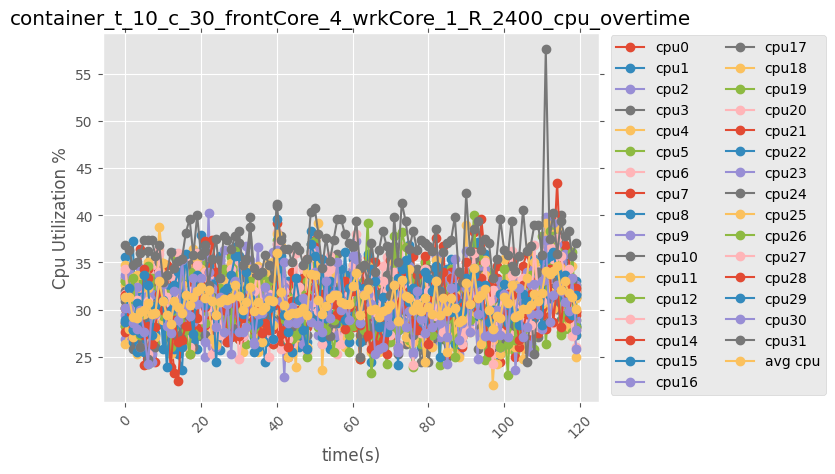 container_t_10_c_30_frontCore_4_wrkCore_1_R_2400_cpu_overtime
Cpu Utilization %
55
50
45
40
35
30
25
0
20
40
60
80
100
120
time(s)
cpu0
cpu1
cpu2
cpu3
cpu4
cpu5
cpu6
cpu7
cpu8
cpu9
cpu10
cpu11
cpu12
cpu13
cpu14
cpu15
cpu16
cpu17
cpu18
cpu19
cpu20
cpu21
cpu22
cpu23
cpu24
cpu25
cpu26
cpu27
cpu28
cpu29
cpu30
cpu31
avg cpu